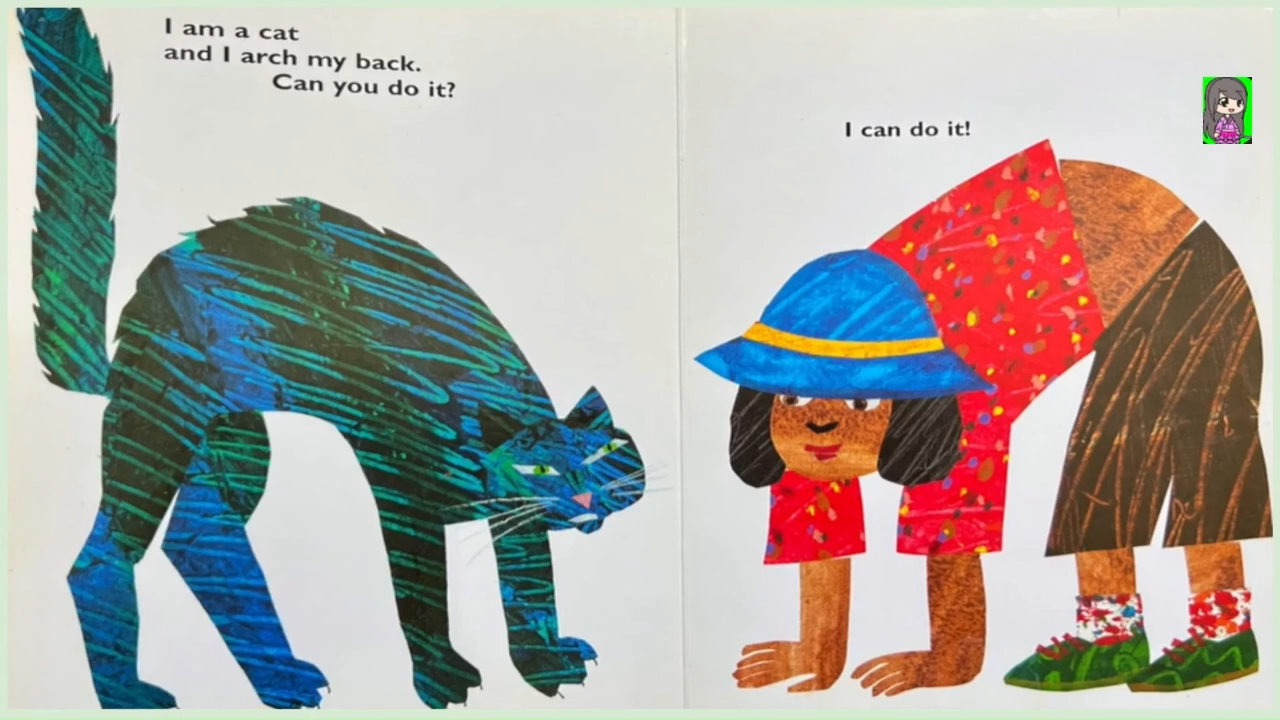 I am a cat
and I arch my back.
Can you do it?
I can do it!